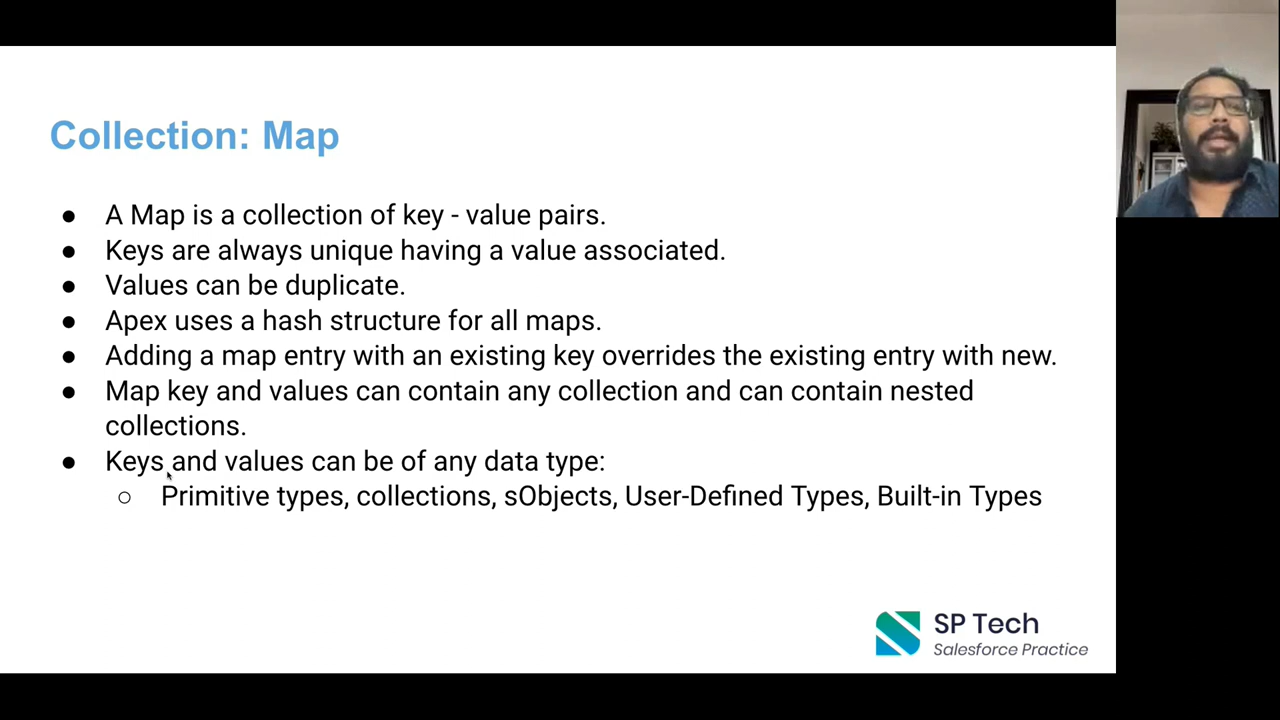 Collection: Map
● A Map is a collection of key - value pairs.
● Keys are always unique having a value associated.
● Values can be duplicate.
● Apex uses a hash structure for all maps.
● Adding a map entry with an existing key overrides the existing entry with new.
● Map key and values can contain any collection and can contain nested
collections.
● Keys and values can be of any data type:
○ Primitive types, collections, sObjects, User-Defined Types, Built-in Types
SP Tech
Salesforce Practice